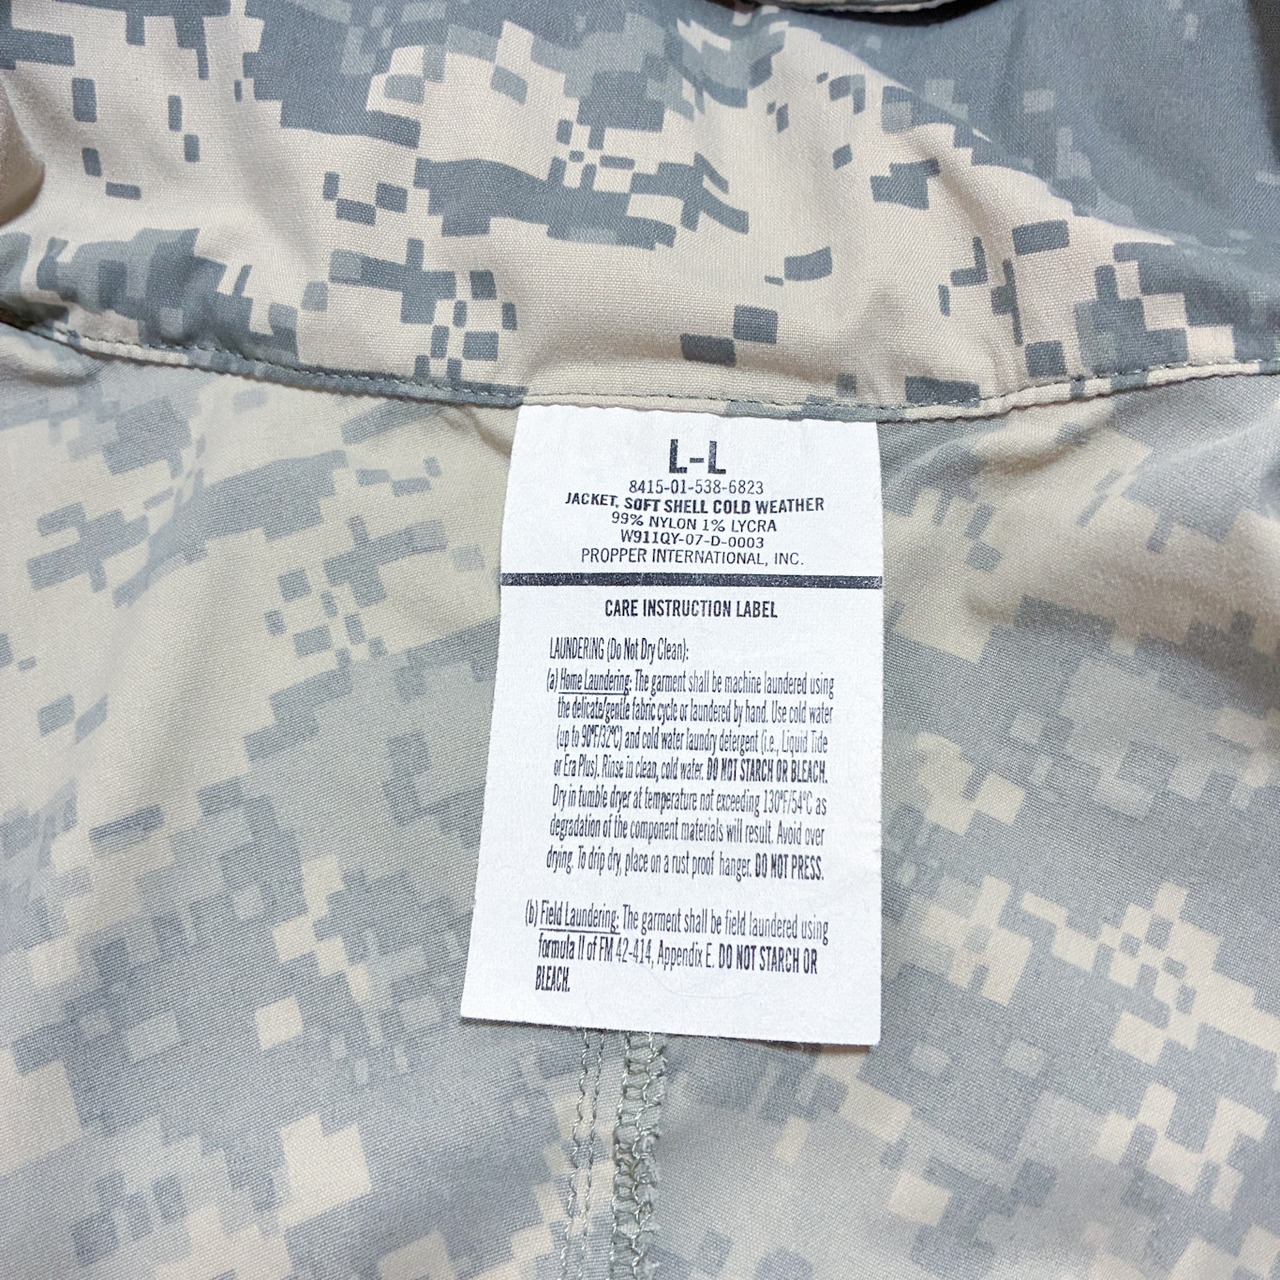 L-L
8415-01-538-6823
JACKET, SOFT SHELL COLD WEATHER
99% NYLON 1% LYCRA
W911QY-07-D-0003
PROPPER INTERNATIONAL, INC.
CARE INSTRUCTION LABEL
LAUNDERING (Do Not Dry Clean):
(a) Home Laundering: The garment shall be machine laundered using
the delicate/gentle fabric cycle or laundered by hand. Use cold water
(up to 90°F/32°C) and cold water laundry detergent (i.e., Liquid Tide
or Era Plus). Rinse in clean, cold water. DO NOT STARCH OR BLEACH.
Dry in tumble dryer at temperature not exceeding 130°F/54°C as
degradation of the component materials will result. Avoid over
drying. To drip dry, place on a rust proof hanger. DO NOT PRESS.
(b) Field Laundering: The garment shall be field laundered using
formula II of FM 42-414, Appendix E. DO NOT STARCH OR
BLEACH.